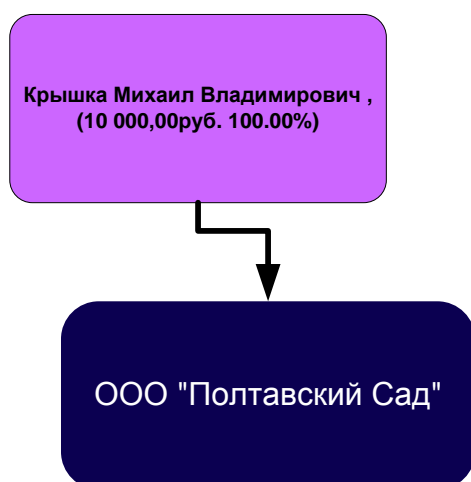 Крышка Михаил Владимирович ,
(10 000,00руб. 100.00%)
ООО "Полтавский Сад"